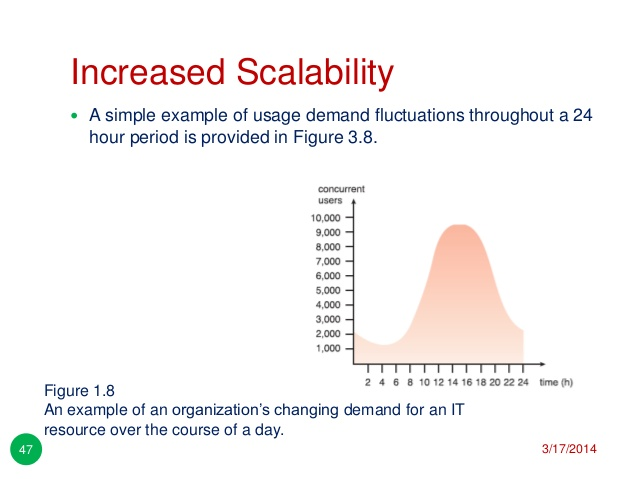 Increased Scalability
• A simple example of usage demand fluctuations throughout a 24
hour period is provided in Figure 3.8.
concurrent
users
10,000
9,000
8,000
7,000
6,000
5,000
4,000
3,000
2,000
1,000
2 4 6 8 10 12 14 16 18 20 22 24 time (h)
Figure 1.8
An example of an organization’s changing demand for an IT
resource over the course of a day.
47
3/17/2014